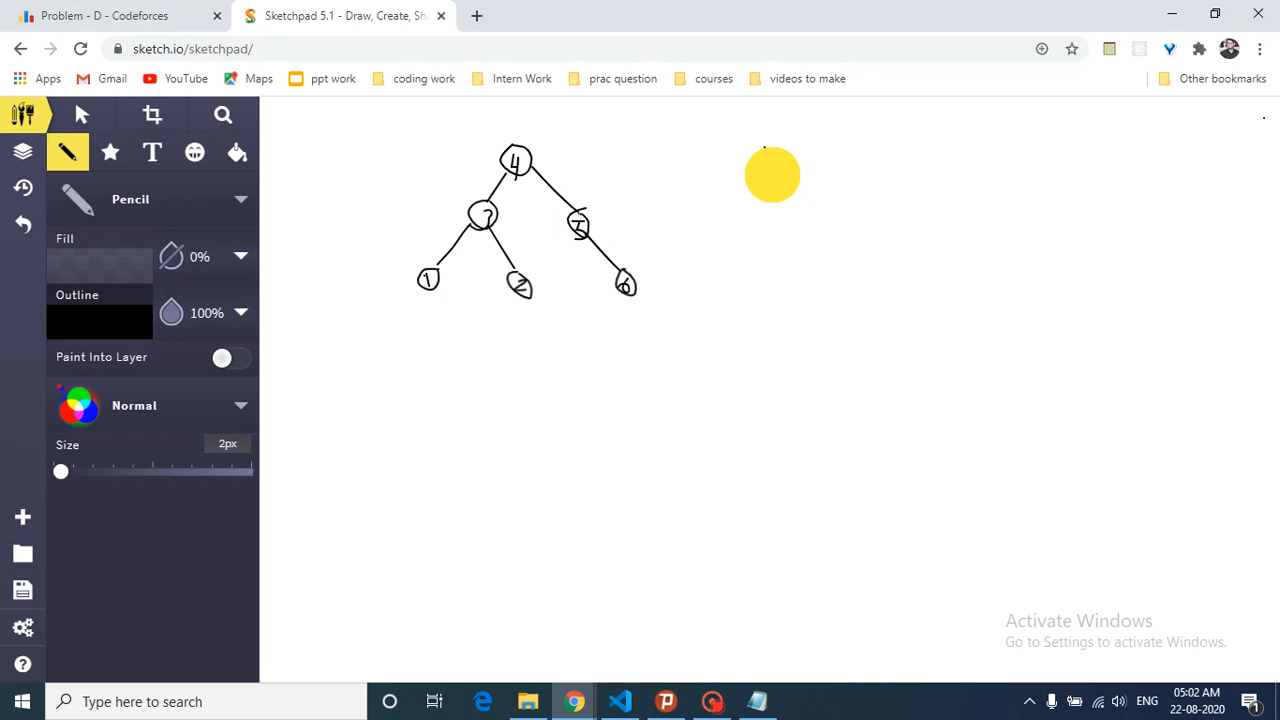 Problem - D - Codeforces
Sketchpad 5.1 - Draw, Create, Sh
sketch.io/sketchpad/
Apps Gmail YouTube Maps ppt work coding work Intern Work prac question courses videos to make Other bookmarks
Pencil
Fill
0%
Outline
100%
Paint Into Layer
Normal
Size
2px
4
3
5
1
2
6
Activate Windows
Go to Settings to activate Windows.
Type here to search
ENG
05:02 AM
22-08-2020
1